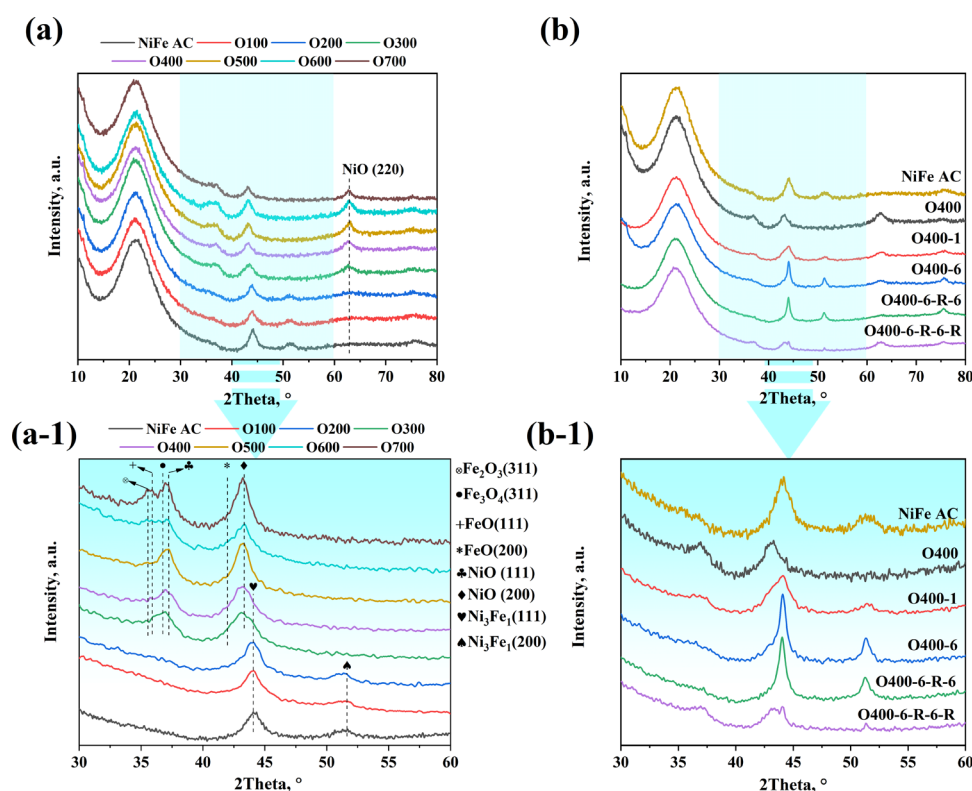 (a)
NiFe AC O100 O200 O300
O400 O500 O600 O700
NiO (220)
Intensity, a.u.
10 20 30 40 50 60 70 80
2Theta, °
(b)
NiFe AC
O400
O400-1
O400-6
O400-6-R-6
O400-6-R-6-R
Intensity, a.u.
10 20 30 40 50 60 70 80
2Theta, °
(a-1)
NiFe AC O100 O200 O300
O400 O500 O600 O700
+ ● ♣ * ♦
⊗
♥
♠
⊗Fe₂O₃(311)
●Fe₃O₄(311)
+FeO(111)
*FeO(200)
♣NiO (111)
♦NiO (200)
♥Ni₃Fe₁(111)
♠Ni₃Fe₁(200)
Intensity, a.u.
30 35 40 45 50 55 60
2Theta, °
(b-1)
NiFe AC
O400
O400-1
O400-6
O400-6-R-6
O400-6-R-6-R
Intensity, a.u.
30 35 40 45 50 55 60
2Theta, °